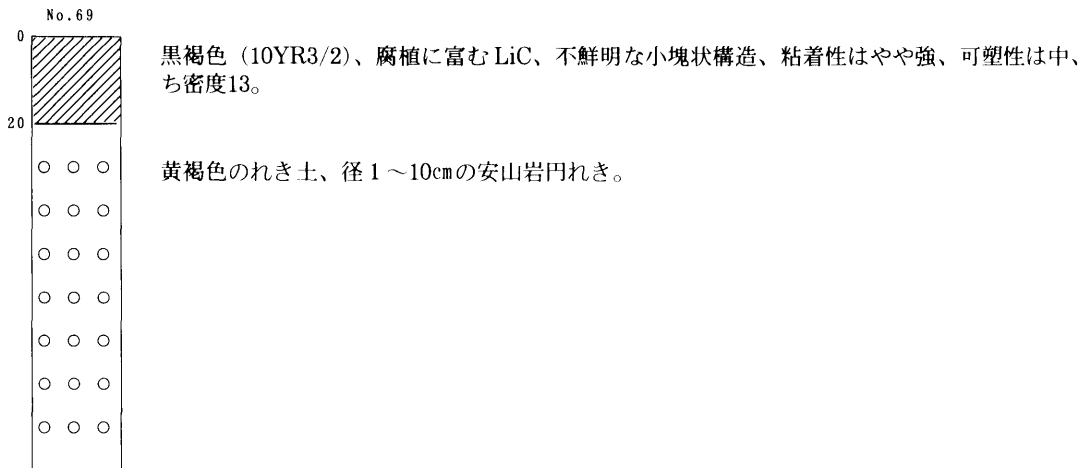 No.69
0
黒褐色（10YR3/2）、腐植に富むLiC、不鮮明な小塊状構造、粘着性はやや強、可塑性は中、
ち密度13。
20
黄褐色のれき土、径1～10cmの安山岩円れき。